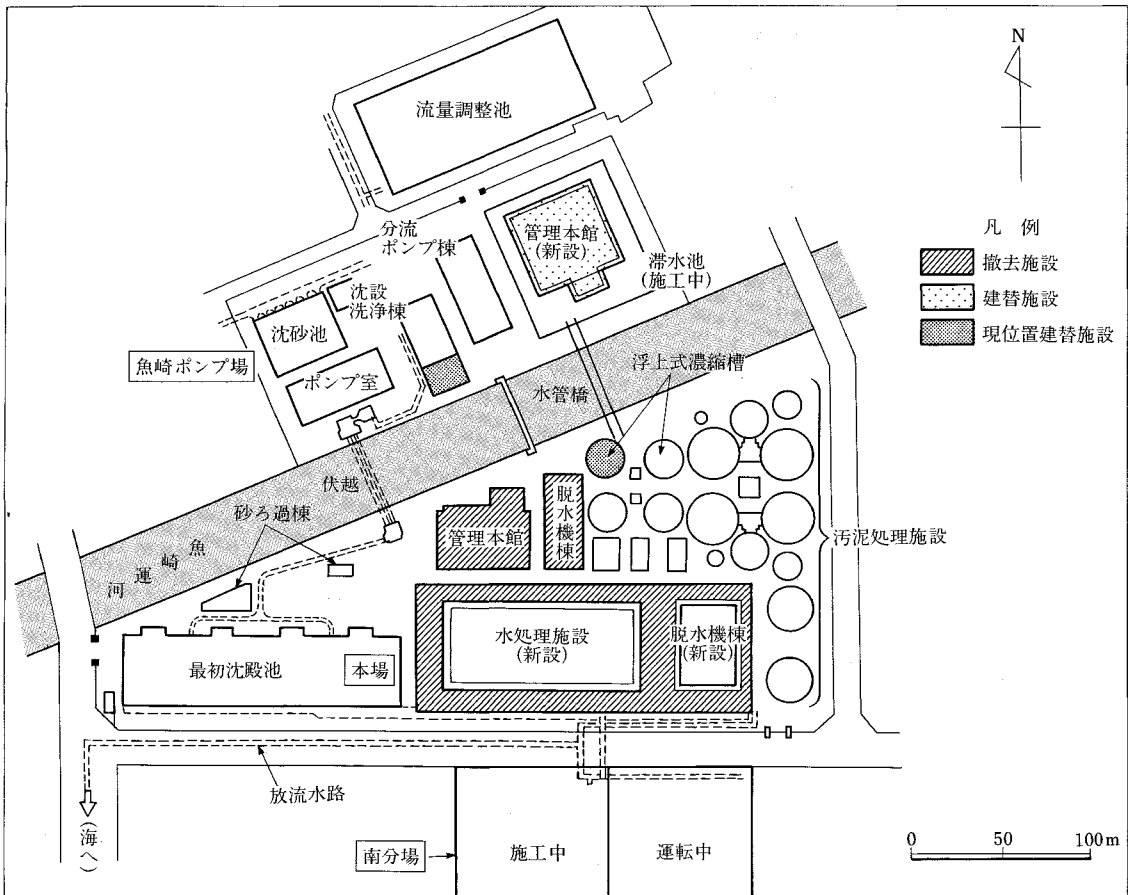 流量調整池
N
分流
ポンプ棟
管理本館
(新設)
滞水池
(施工中)
凡例
撤去施設
建替施設
現位置建替施設
沈設
洗浄棟
沈砂池
魚崎ポンプ場
ポンプ室
水管橋
浮上式濃縮槽
伏越
砂ろ過棟
魚崎運河
管理本館
脱水機棟
汚泥処理施設
水処理施設
(新設)
脱水機棟
(新設)
最初沈殿池
本場
放流水路
(海へ)
南分場
施工中
運転中
0 50 100m